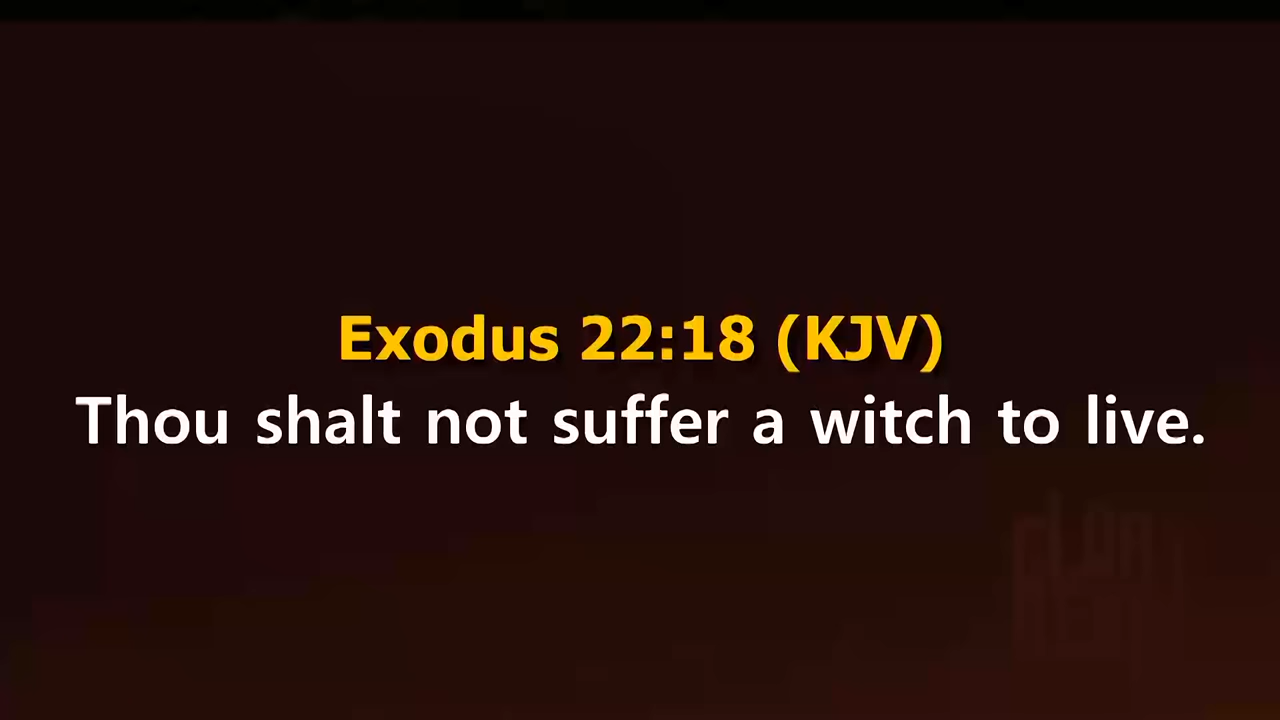 Exodus 22:18 (KJV)
Thou shalt not suffer a witch to live.